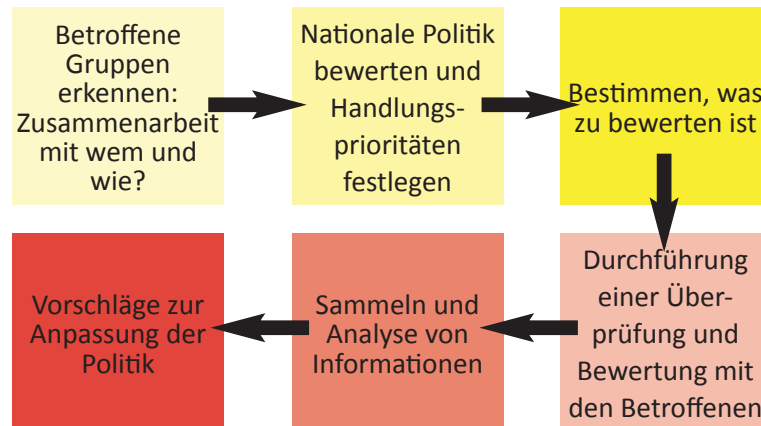 Betroffene
Gruppen
erkennen:
Zusammenarbeit
mit wem und
wie?
Nationale Politik
bewerten und
Handlungs-
prioritäten
festlegen
Bestimmen, was
zu bewerten ist
Durchführung
einer Über-
prüfung und
Bewertung mit
den Betroffenen
Sammeln und
Analyse von
Informationen
Vorschläge zur
Anpassung der
Politik